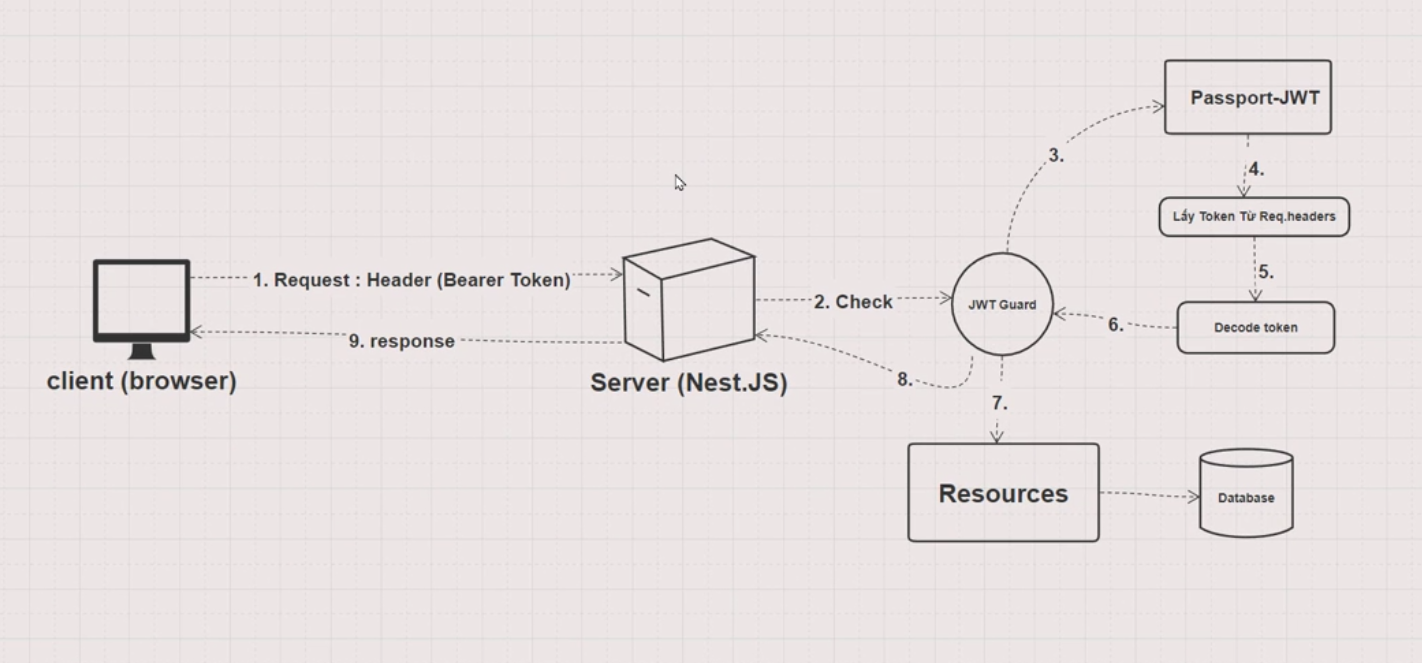 Passport-JWT
3.
4.
Lấy Token Từ Req.headers
5.
1. Request : Header (Bearer Token)
2. Check
JWT Guard
6.
Decode token
9. response
client (browser)
Server (Nest.JS)
8.
7.
Resources
Database